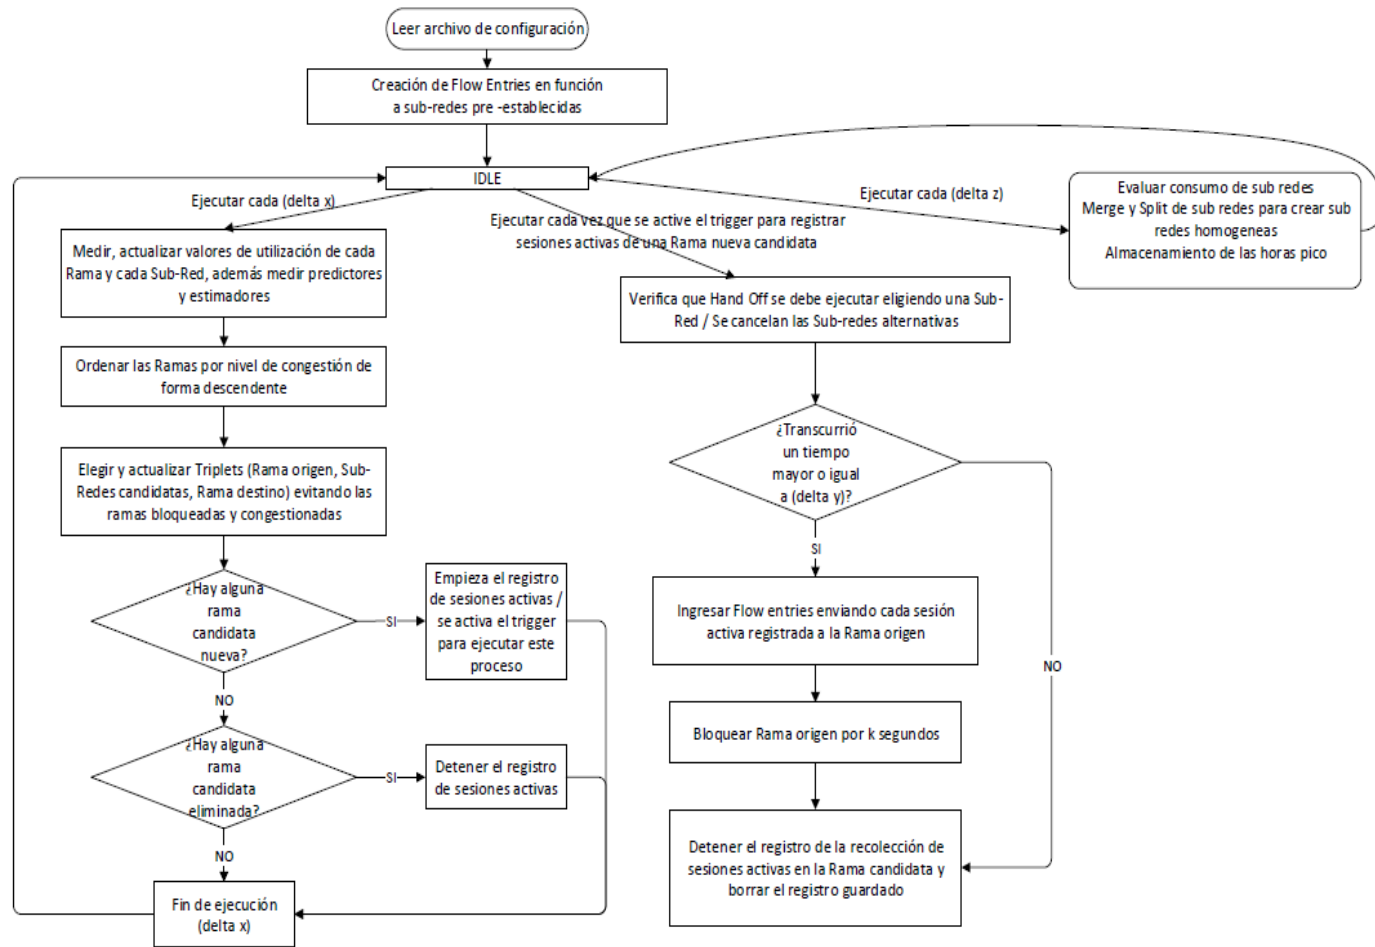 Leer archivo de configuración
Creación de Flow Entries en función
a sub-redes pre -establecidas
IDLE
Ejecutar cada (delta x)
Medir, actualizar valores de utilización de cada
Rama y cada Sub-Red, además medir predictores
y estimadores
Ordenar las Ramas por nivel de congestión de
forma descendente
Elegir y actualizar Triplets (Rama origen, Sub-
Redes candidatas, Rama destino) evitando las
ramas bloqueadas y congestionadas
¿Hay alguna
rama
candidata
nueva?
SI
Empieza el registro
de sesiones activas /
se activa el trigger
para ejecutar este
proceso
NO
¿Hay alguna
rama
candidata
eliminada?
SI
Detener el registro
de sesiones activas
NO
Fin de ejecución
(delta x)
Ejecutar cada vez que se active el trigger para registrar
sesiones activas de una Rama nueva candidata
Verifica que Hand Off se debe ejecutar eligiendo una Sub-
Red / Se cancelan las Sub-redes alternativas
¿Transcurrió
un tiempo
mayor o igual
a (delta y)?
SI
NO
Ingresar Flow entries enviando cada sesión
activa registrada a la Rama origen
Bloquear Rama origen por k segundos
Detener el registro de la recolección de
sesiones activas en la Rama candidata y
borrar el registro guardado
Ejecutar cada (delta z)
Evaluar consumo de sub redes
Merge y Split de sub redes para crear sub
redes homogeneas
Almacenamiento de las horas pico